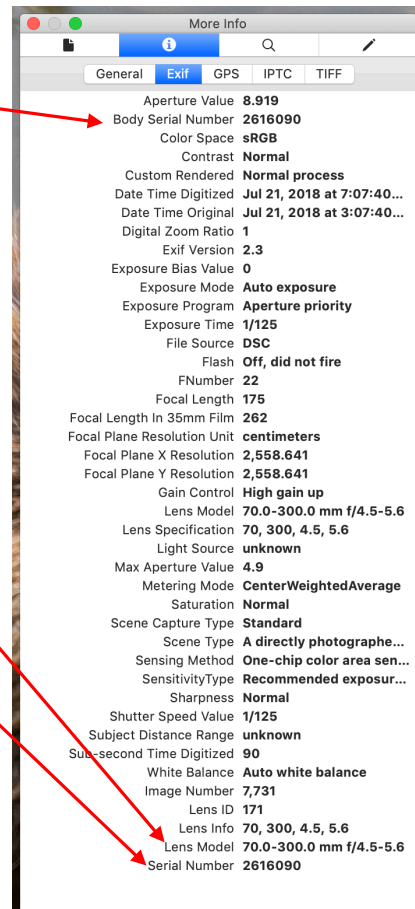 More Info
General Exif GPS IPTC TIFF
Aperture Value 8.919
Body Serial Number 2616090
Color Space sRGB
Contrast Normal
Custom Rendered Normal process
Date Time Digitized Jul 21, 2018 at 7:07:40...
Date Time Original Jul 21, 2018 at 3:07:40...
Digital Zoom Ratio 1
Exif Version 2.3
Exposure Bias Value 0
Exposure Mode Auto exposure
Exposure Program Aperture priority
Exposure Time 1/125
File Source DSC
Flash Off, did not fire
FNumber 22
Focal Length 175
Focal Length In 35mm Film 262
Focal Plane Resolution Unit centimeters
Focal Plane X Resolution 2,558.641
Focal Plane Y Resolution 2,558.641
Gain Control High gain up
Lens Model 70.0-300.0 mm f/4.5-5.6
Lens Specification 70, 300, 4.5, 5.6
Light Source unknown
Max Aperture Value 4.9
Metering Mode CenterWeightedAverage
Saturation Normal
Scene Capture Type Standard
Scene Type A directly photographe...
Sensing Method One-chip color area sen...
SensitivityType Recommended exposur...
Sharpness Normal
Shutter Speed Value 1/125
Subject Distance Range unknown
Sub-second Time Digitized 90
White Balance Auto white balance
Image Number 7,731
Lens ID 171
Lens Info 70, 300, 4.5, 5.6
Lens Model 70.0-300.0 mm f/4.5-5.6
Serial Number 2616090